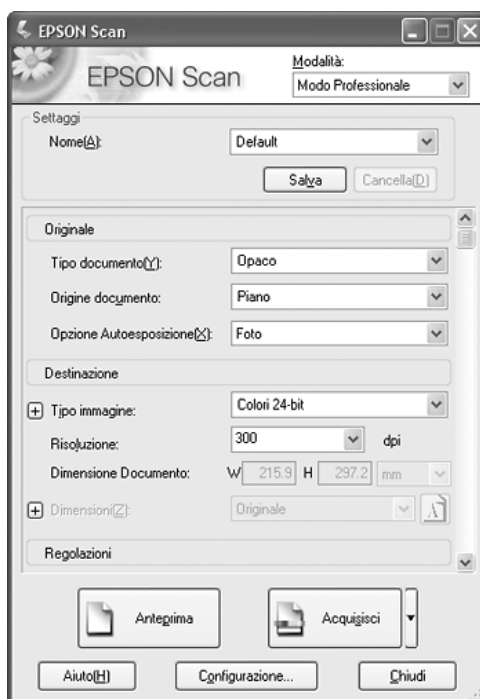 EPSON Scan
EPSON Scan
Modalità:
Modo Professionale
Settaggi
Nome(A): Default
Salva Cancella(D)
Originale
Tipo documento(Y): Opaco
Origine documento: Piano
Opzione Autoesposizione(X): Foto
Destinazione
Tipo immagine: Colori 24-bit
Risoluzione: 300 dpi
Dimensione Documento: W 215.9 H 297.2 mm
Dimensioni(Z): Originale A
Regolazioni
Anteprima Acquisisci
Aiuto(H) Configurazione... Chiudi